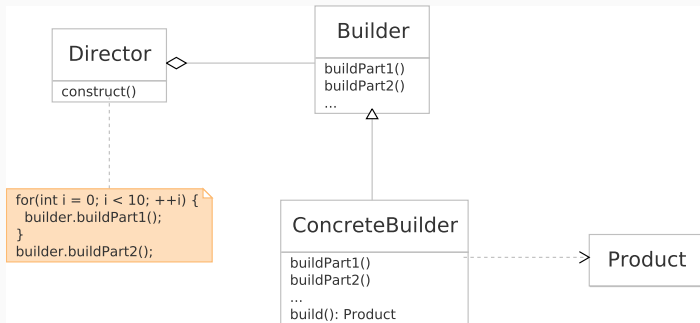 Builder
Director
buildPart1()
buildPart2()
...
construct()
for(int i = 0; i < 10; ++i) {
  builder.buildPart1();
}
builder.buildPart2();
ConcreteBuilder
buildPart1()
buildPart2()
...
build(): Product
Product